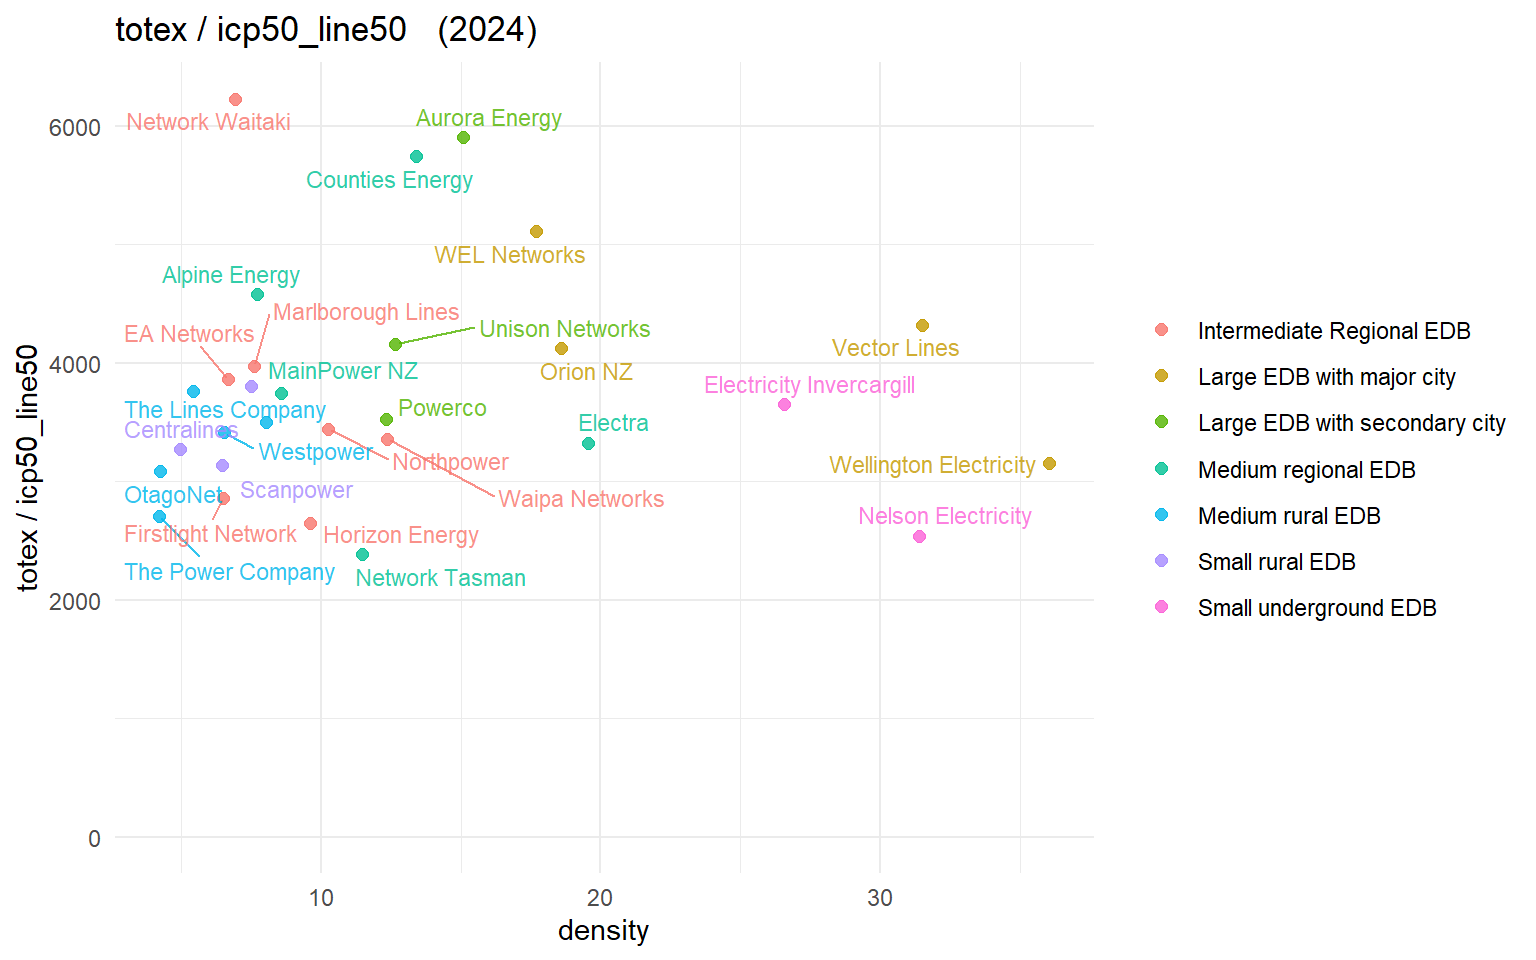 totex / icp50_line50   (2024)
Aurora Energy
Network Waitaki
6000
Counties Energy
WEL Networks
Alpine Energy
Marlborough Lines
EA Networks
Unison Networks
Vector Lines
4000
MainPower NZ
Orion NZ
Electricity Invercargill
The Lines Company
Powerco
Electra
Centralines
Westpower
Northpower
Wellington Electricity
OtagoNet
Scanpower
Waipa Networks
Nelson Electricity
Firstlight Network
Horizon Energy
The Power Company
Network Tasman
2000
0
totex / icp50_line50
10
20
30
density
Intermediate Regional EDB
Large EDB with major city
Large EDB with secondary city
Medium regional EDB
Medium rural EDB
Small rural EDB
Small underground EDB